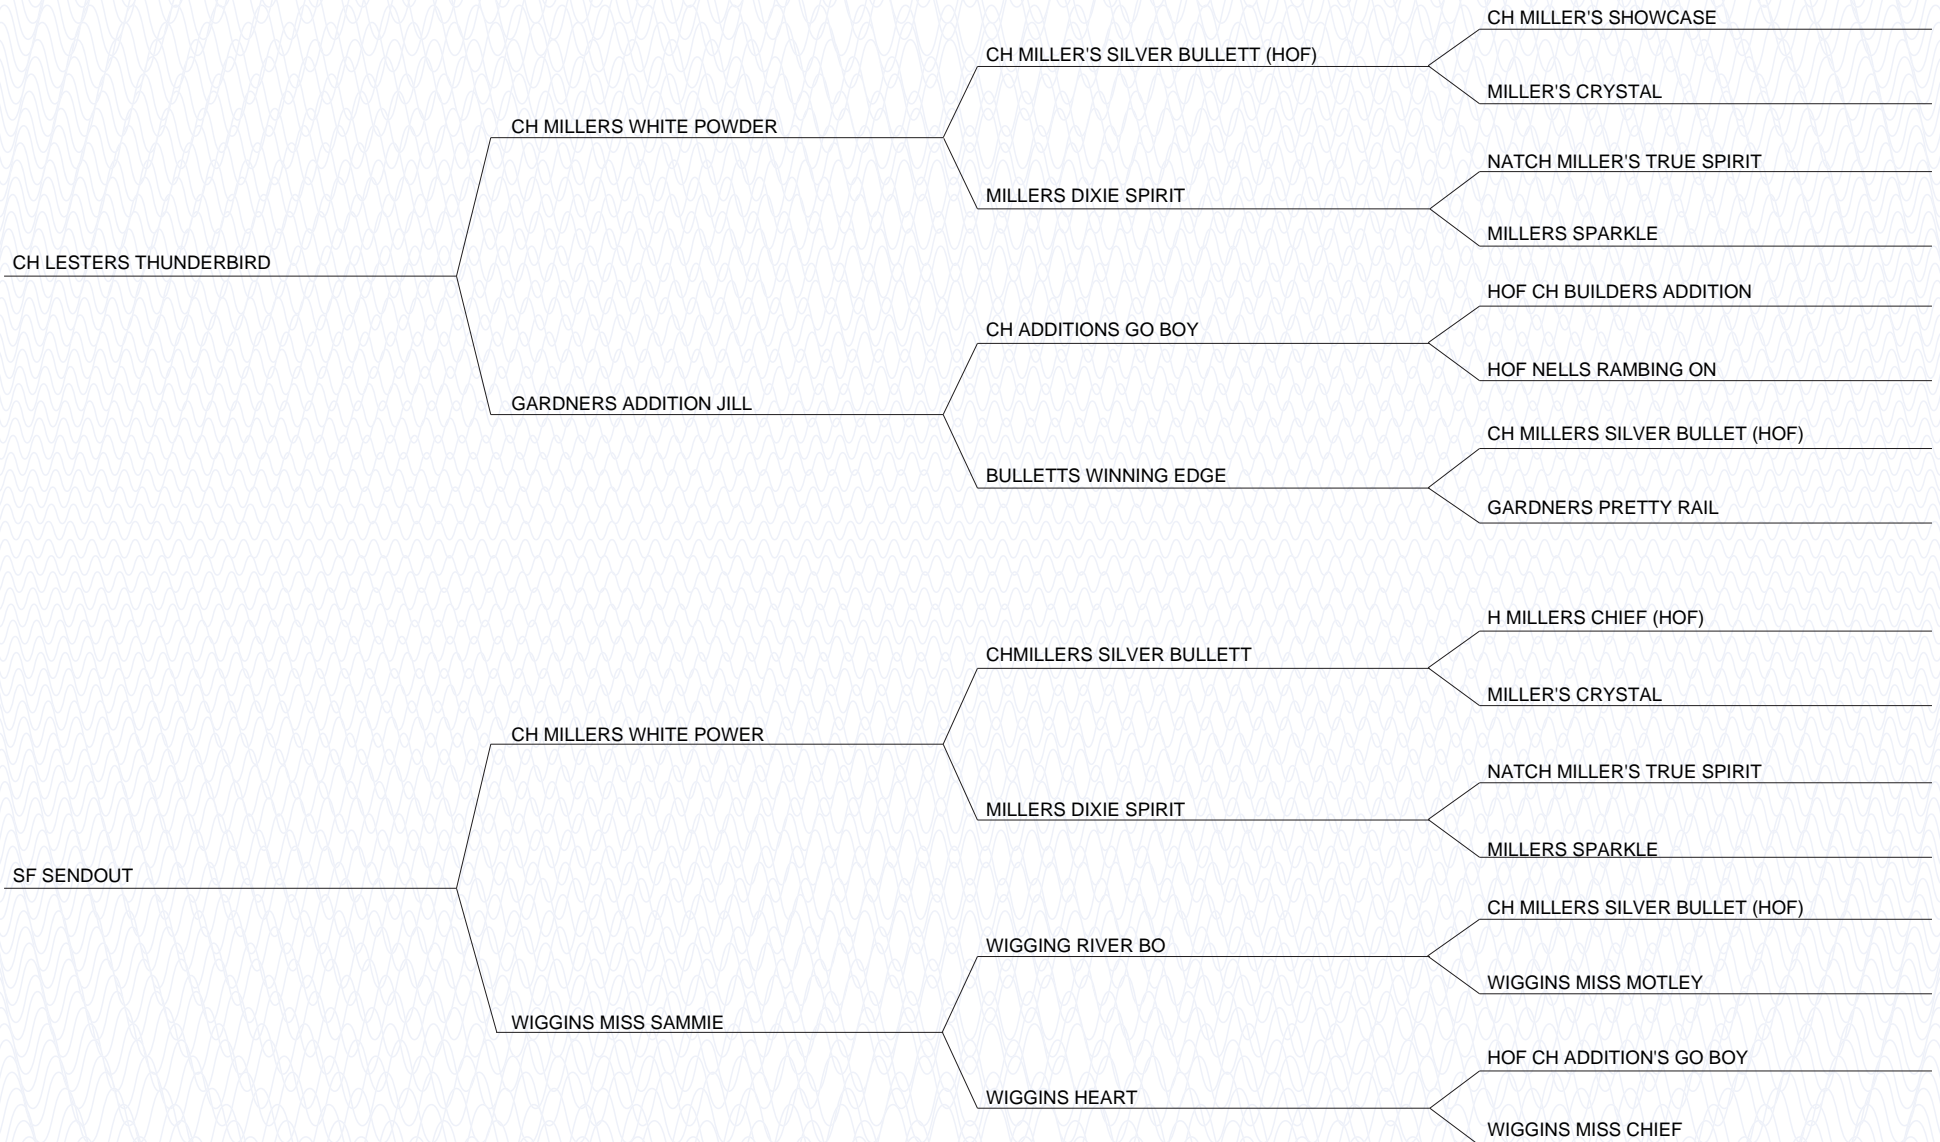 CH MILLER'S SHOWCASE
CH MILLER'S SILVER BULLETT (HOF)
MILLER'S CRYSTAL
CH MILLERS WHITE POWDER
NATCH MILLER'S TRUE SPIRIT
MILLERS DIXIE SPIRIT
MILLERS SPARKLE
CH LESTERS THUNDERBIRD
HOF CH BUILDERS ADDITION
CH ADDITIONS GO BOY
HOF NELLS RAMBING ON
GARDNERS ADDITION JILL
CH MILLERS SILVER BULLET (HOF)
BULLETTS WINNING EDGE
GARDNERS PRETTY RAIL
H MILLERS CHIEF (HOF)
CHMILLERS SILVER BULLETT
MILLER'S CRYSTAL
CH MILLERS WHITE POWER
NATCH MILLER'S TRUE SPIRIT
MILLERS DIXIE SPIRIT
MILLERS SPARKLE
SF SENDOUT
CH MILLERS SILVER BULLET (HOF)
WIGGING RIVER BO
WIGGINS MISS MOTLEY
WIGGINS MISS SAMMIE
HOF CH ADDITION'S GO BOY
WIGGINS HEART
WIGGINS MISS CHIEF